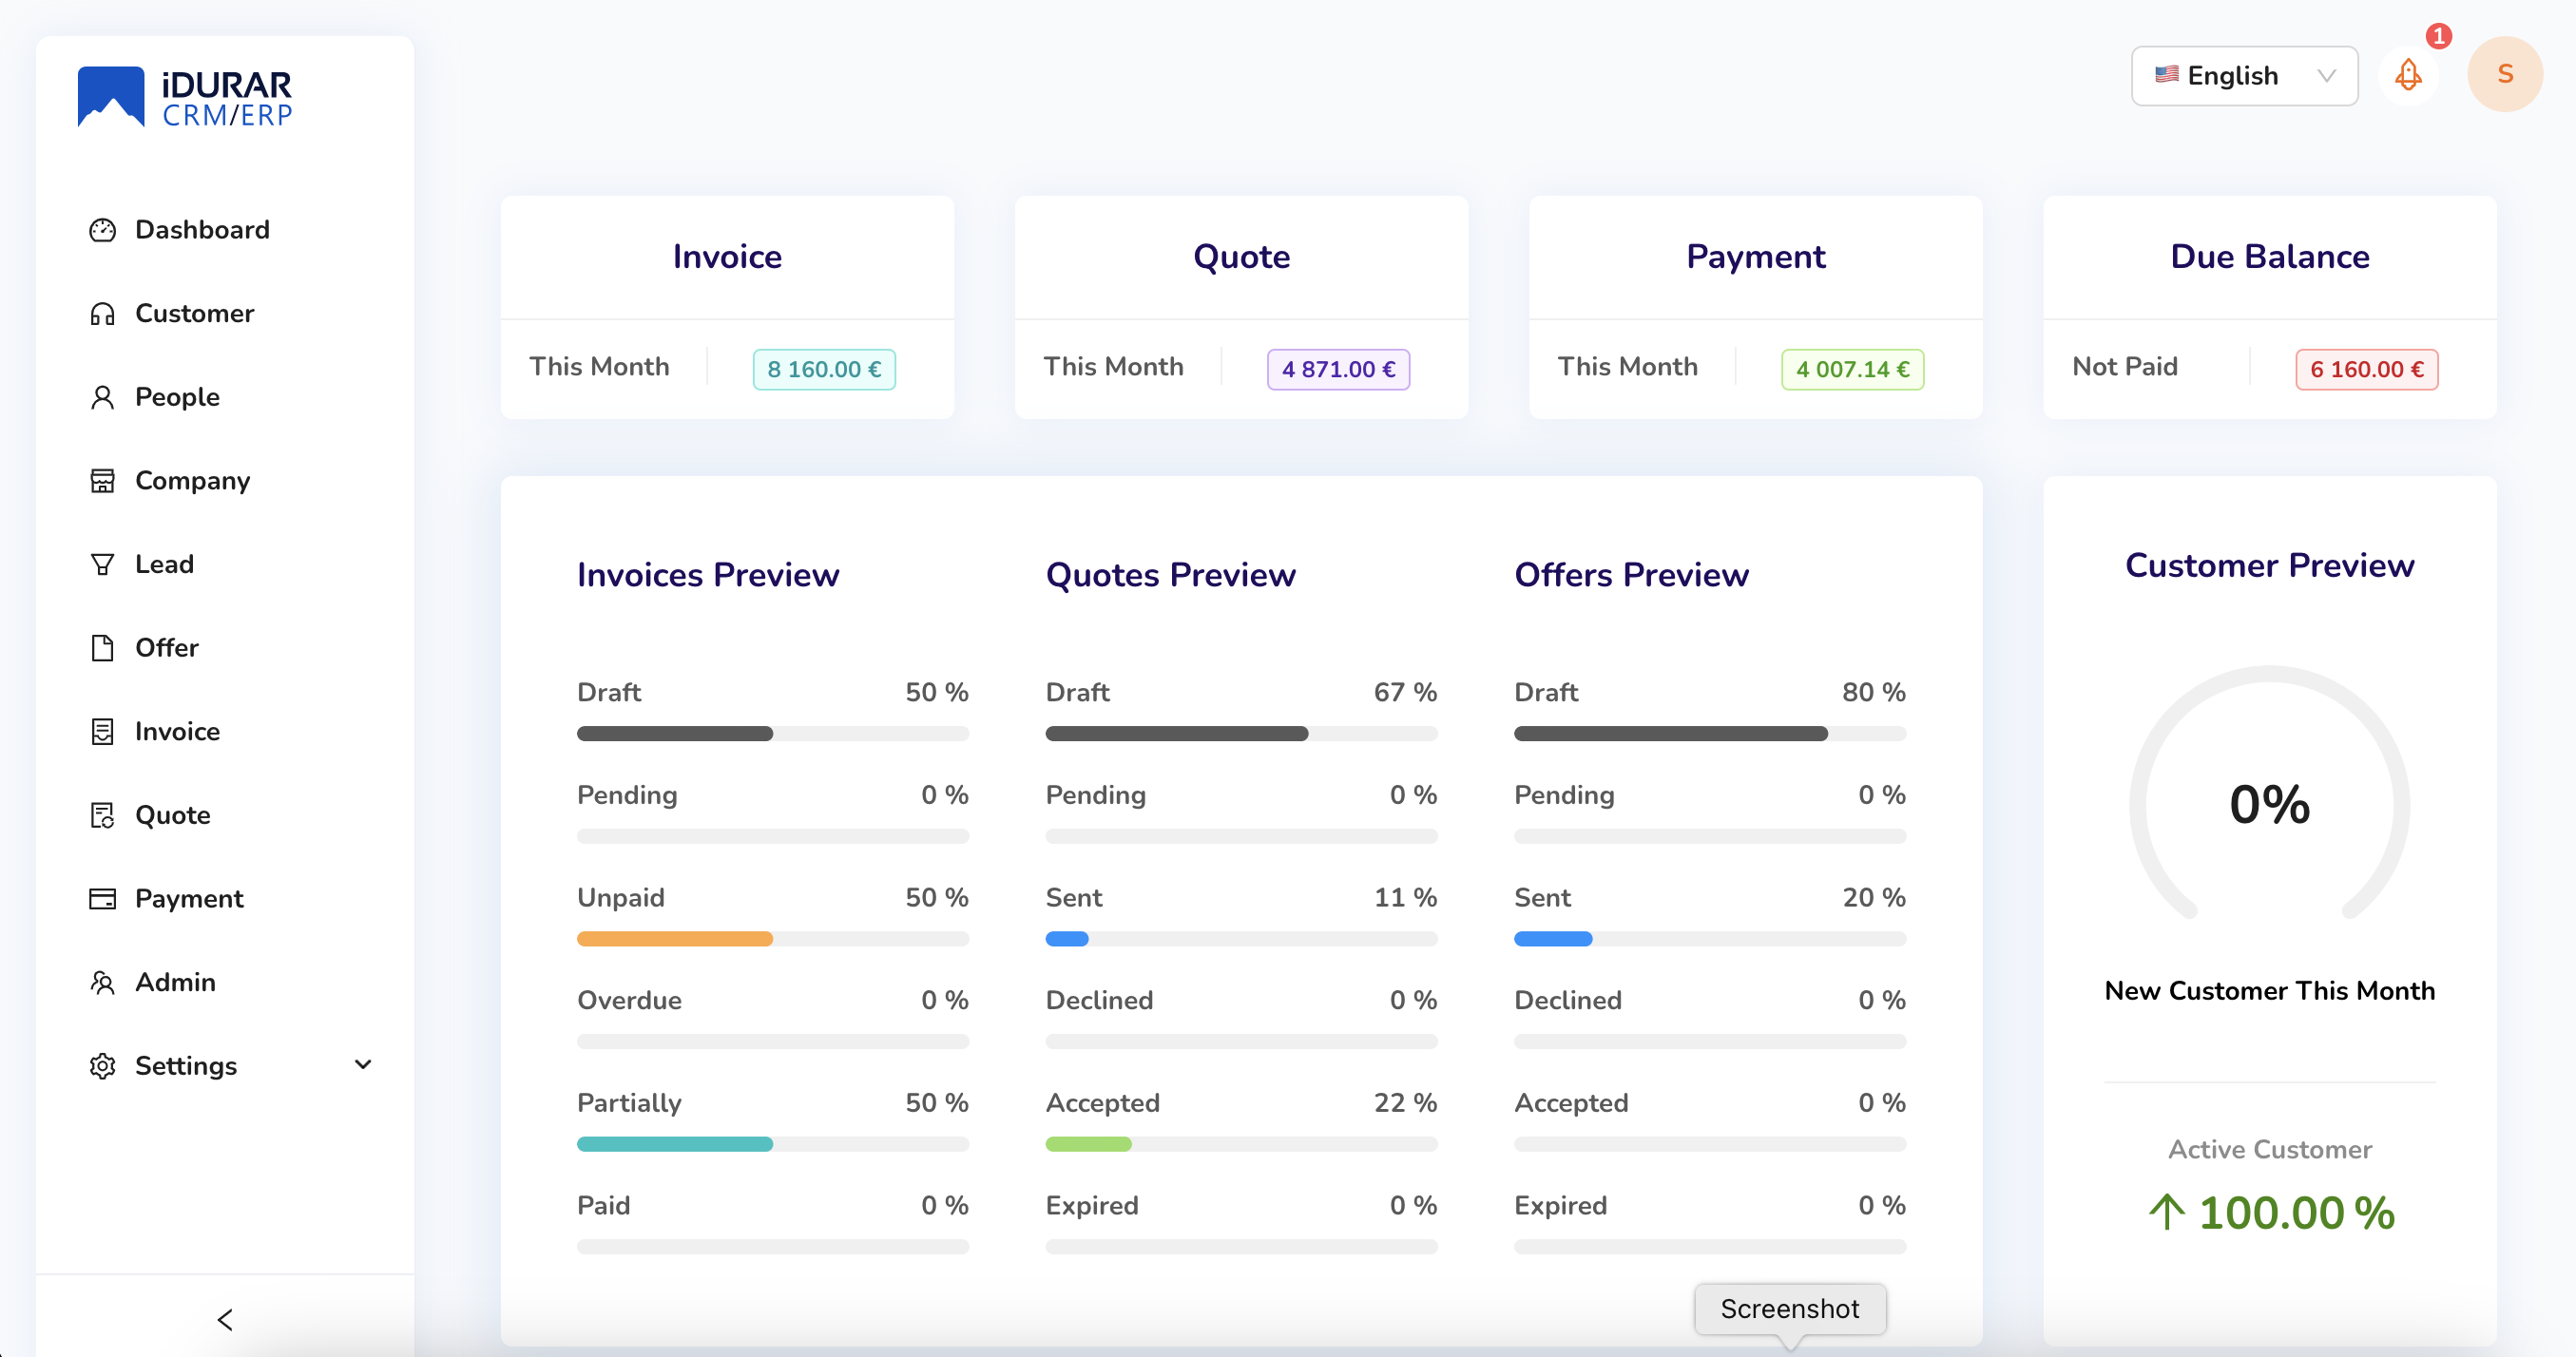 iDURAR
CRM/ERP
English
1
S
Dashboard
Customer
People
Company
Lead
Offer
Invoice
Quote
Payment
Admin
Settings
Invoice
This Month 8 160.00 €
Quote
This Month 4 871.00 €
Payment
This Month 4 007.14 €
Due Balance
Not Paid 6 160.00 €
Invoices Preview
Draft 50 %
Pending 0 %
Unpaid 50 %
Overdue 0 %
Partially 50 %
Paid 0 %
Quotes Preview
Draft 67 %
Pending 0 %
Sent 11 %
Declined 0 %
Accepted 22 %
Expired 0 %
Offers Preview
Draft 80 %
Pending 0 %
Sent 20 %
Declined 0 %
Accepted 0 %
Expired 0 %
Customer Preview
0%
New Customer This Month
Active Customer
100.00 %
Screenshot